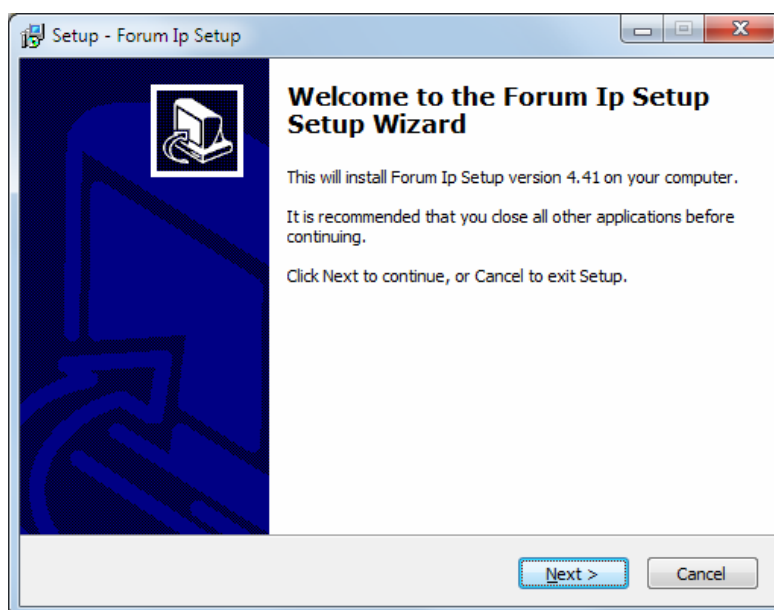 Setup - Forum Ip Setup
Welcome to the Forum Ip Setup
Setup Wizard
This will install Forum Ip Setup version 4.41 on your computer.
It is recommended that you close all other applications before
continuing.
Click Next to continue, or Cancel to exit Setup.
Next >
Cancel